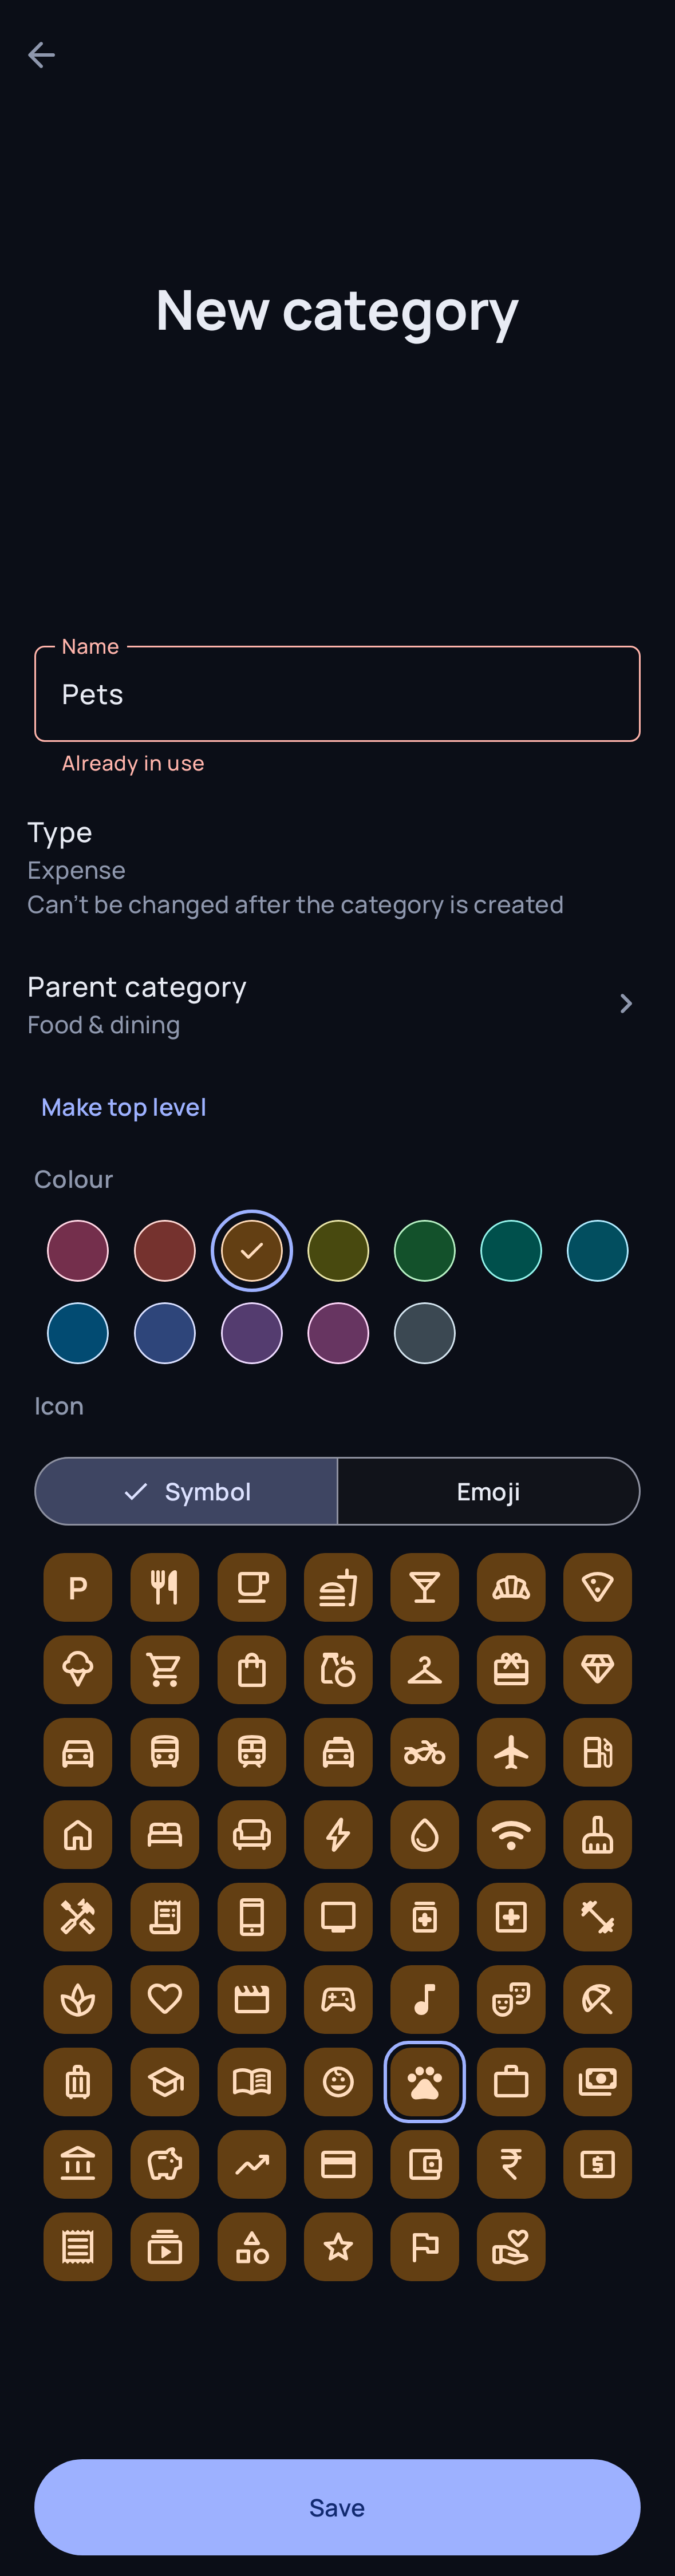 New category
Name
Pets
Already in use
Type
Expense
Can't be changed after the category is created
Parent category
Food & dining
Make top level
Colour
Icon
Symbol
Emoji
P
Save